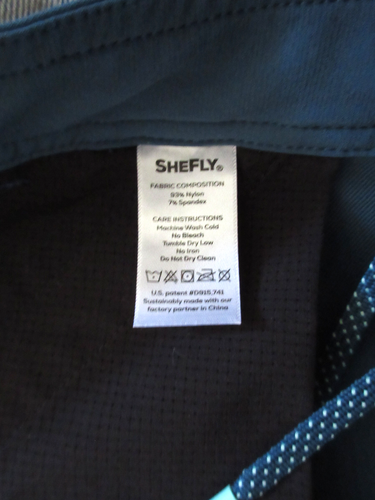 SHEFLY®
FABRIC COMPOSITION
93% Nylon
7% Spandex
CARE INSTRUCTIONS
Machine Wash Cold
No Bleach
Tumble Dry Low
No Iron
Do Not Dry Clean
U.S. patent #D915,741
Sustainably made with our
factory partner in China